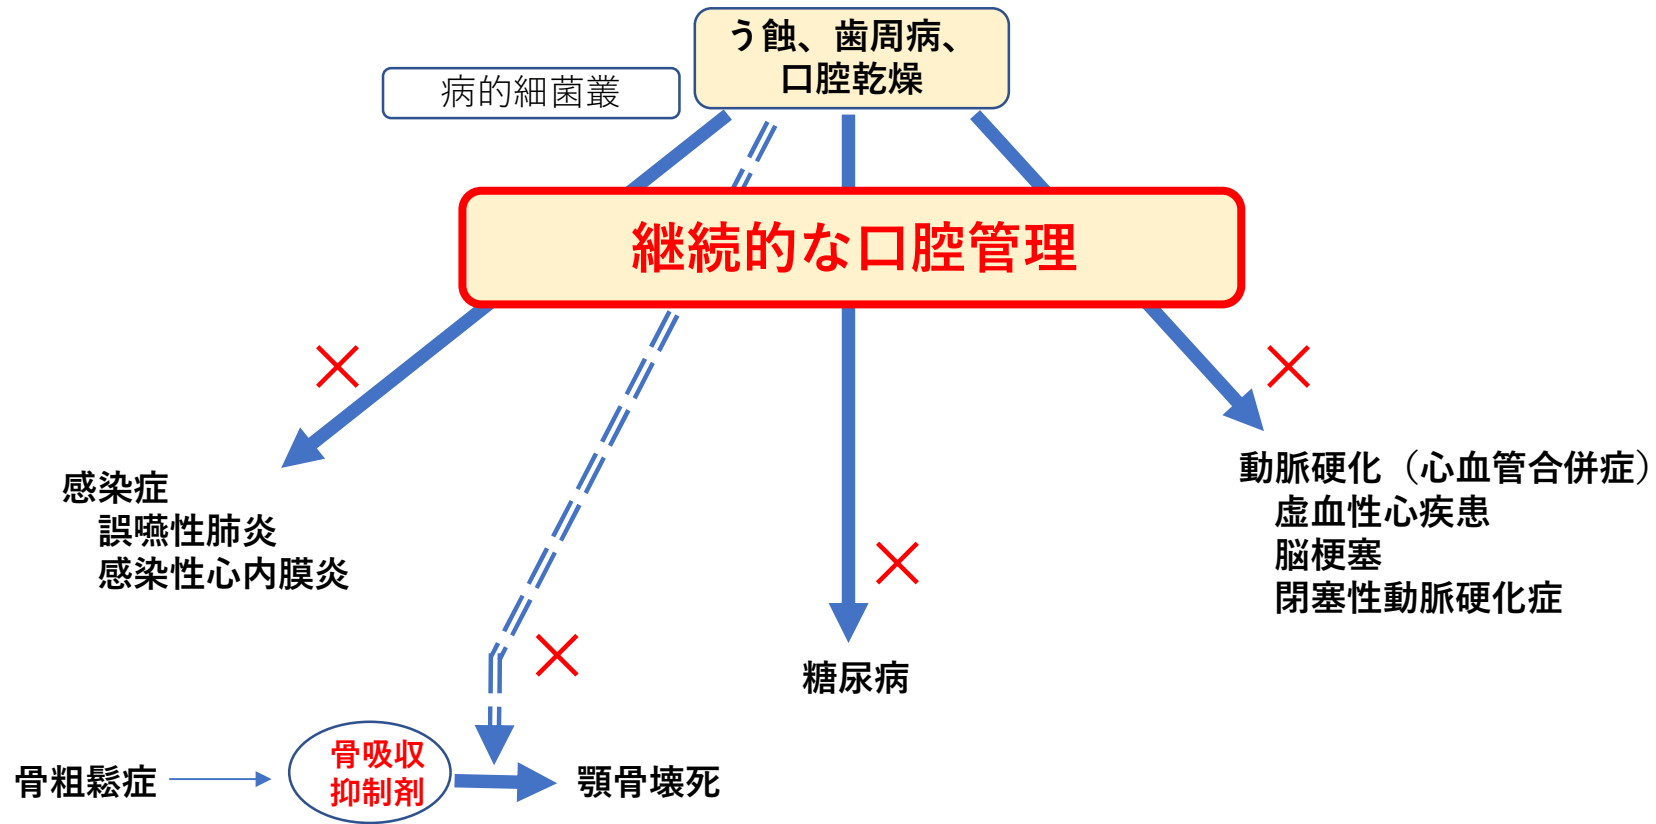 う蝕、歯周病、
口腔乾燥
病的細菌叢
継続的な口腔管理
感染症
誤嚥性肺炎
感染性心内膜炎
動脈硬化（心血管合併症）
虚血性心疾患
脳梗塞
閉塞性動脈硬化症
糖尿病
骨粗鬆症
骨吸収
抑制剤
顎骨壊死